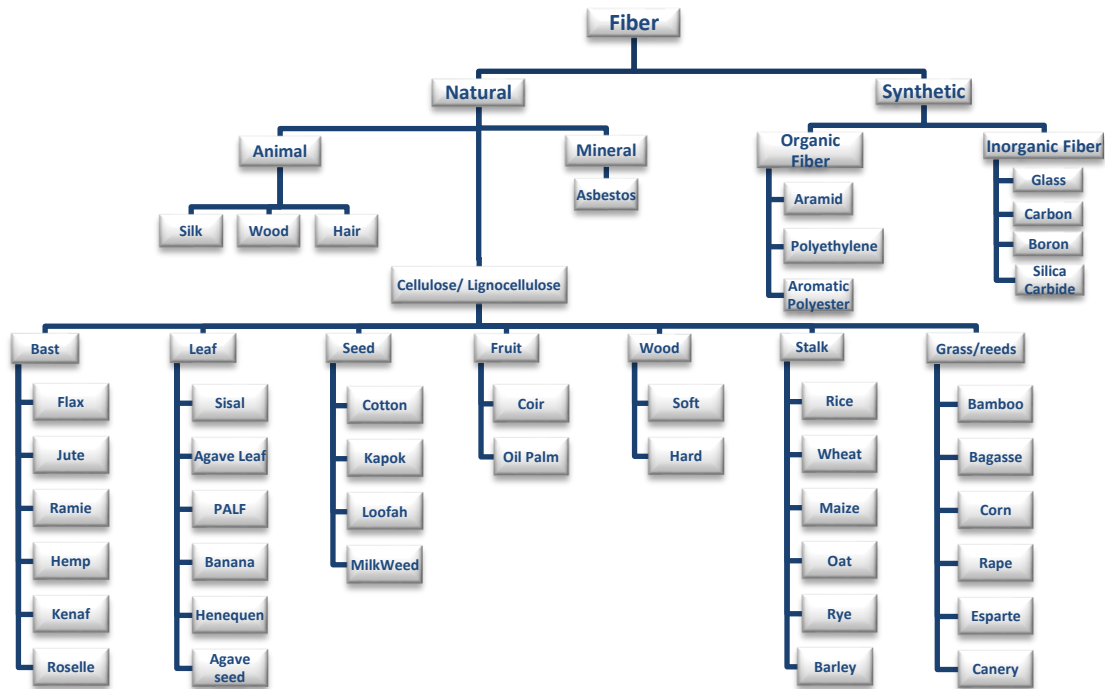 Fiber
Natural
Synthetic
Animal
Mineral
Organic
Fiber
Inorganic Fiber
Asbestos
Silk
Wood
Hair
Aramid
Polyethylene
Aromatic
Polyester
Glass
Carbon
Boron
Silica
Carbide
Cellulose/ Lignocellulose
Bast
Flax
Jute
Ramie
Hemp
Kenaf
Roselle
Leaf
Sisal
Agave Leaf
PALF
Banana
Henequen
Agave
seed
Seed
Cotton
Kapok
Loofah
MilkWeed
Fruit
Coir
Oil Palm
Wood
Soft
Hard
Stalk
Rice
Wheat
Maize
Oat
Rye
Barley
Grass/reeds
Bamboo
Bagasse
Corn
Rape
Esparte
Canery